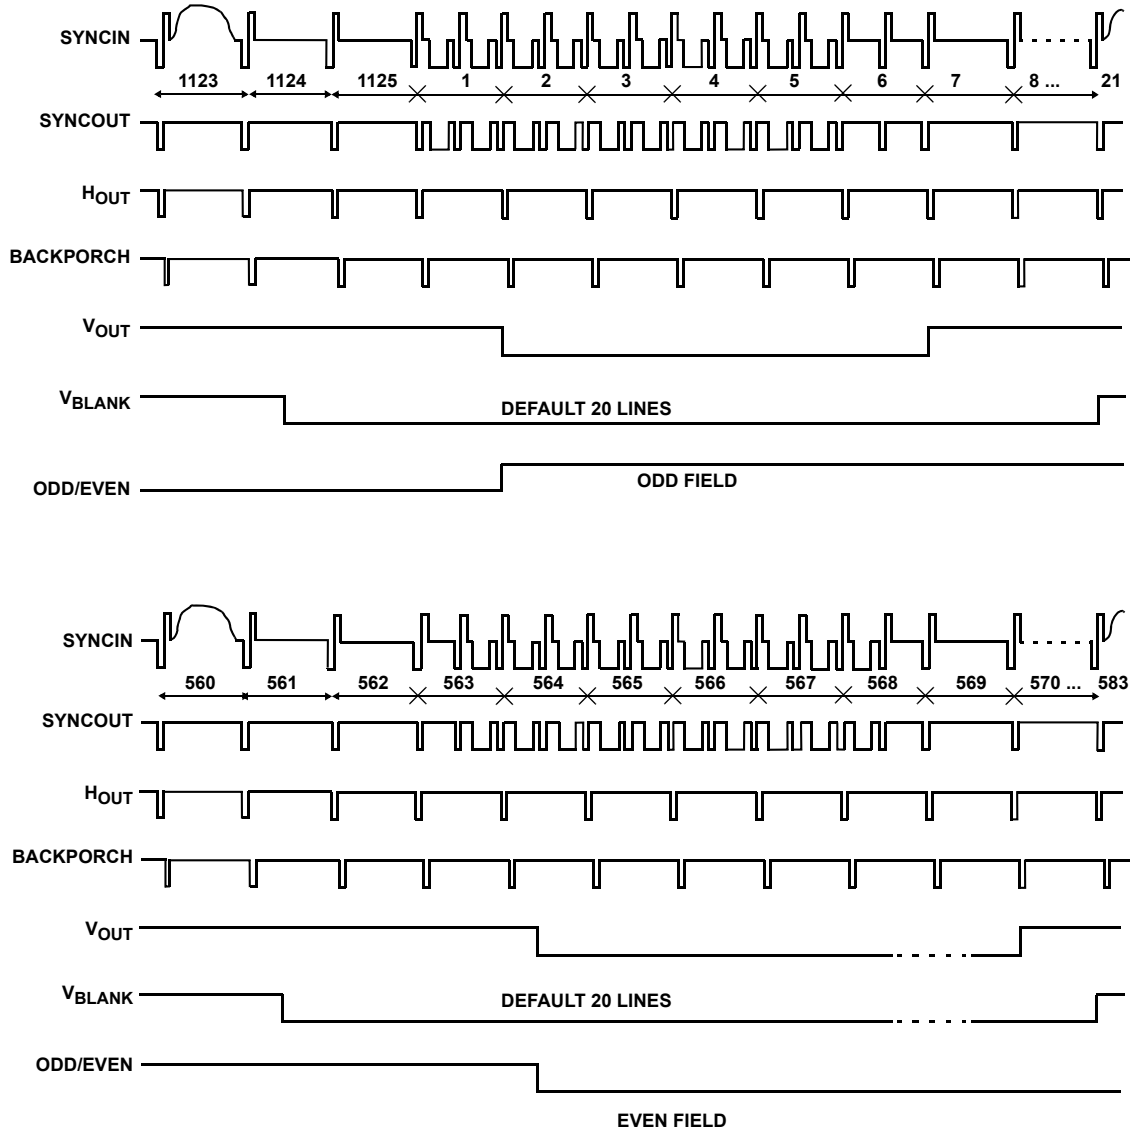 SYNCIN
1123 1124 1125 1 2 3 4 5 6 7 8 ... 21
SYNCOUT
HOUT
BACKPORCH
VOUT
VBLANK
DEFAULT 20 LINES
ODD/EVEN
ODD FIELD
SYNCIN
560 561 562 563 564 565 566 567 568 569 570 ... 583
SYNCOUT
HOUT
BACKPORCH
VOUT
VBLANK
DEFAULT 20 LINES
ODD/EVEN
EVEN FIELD